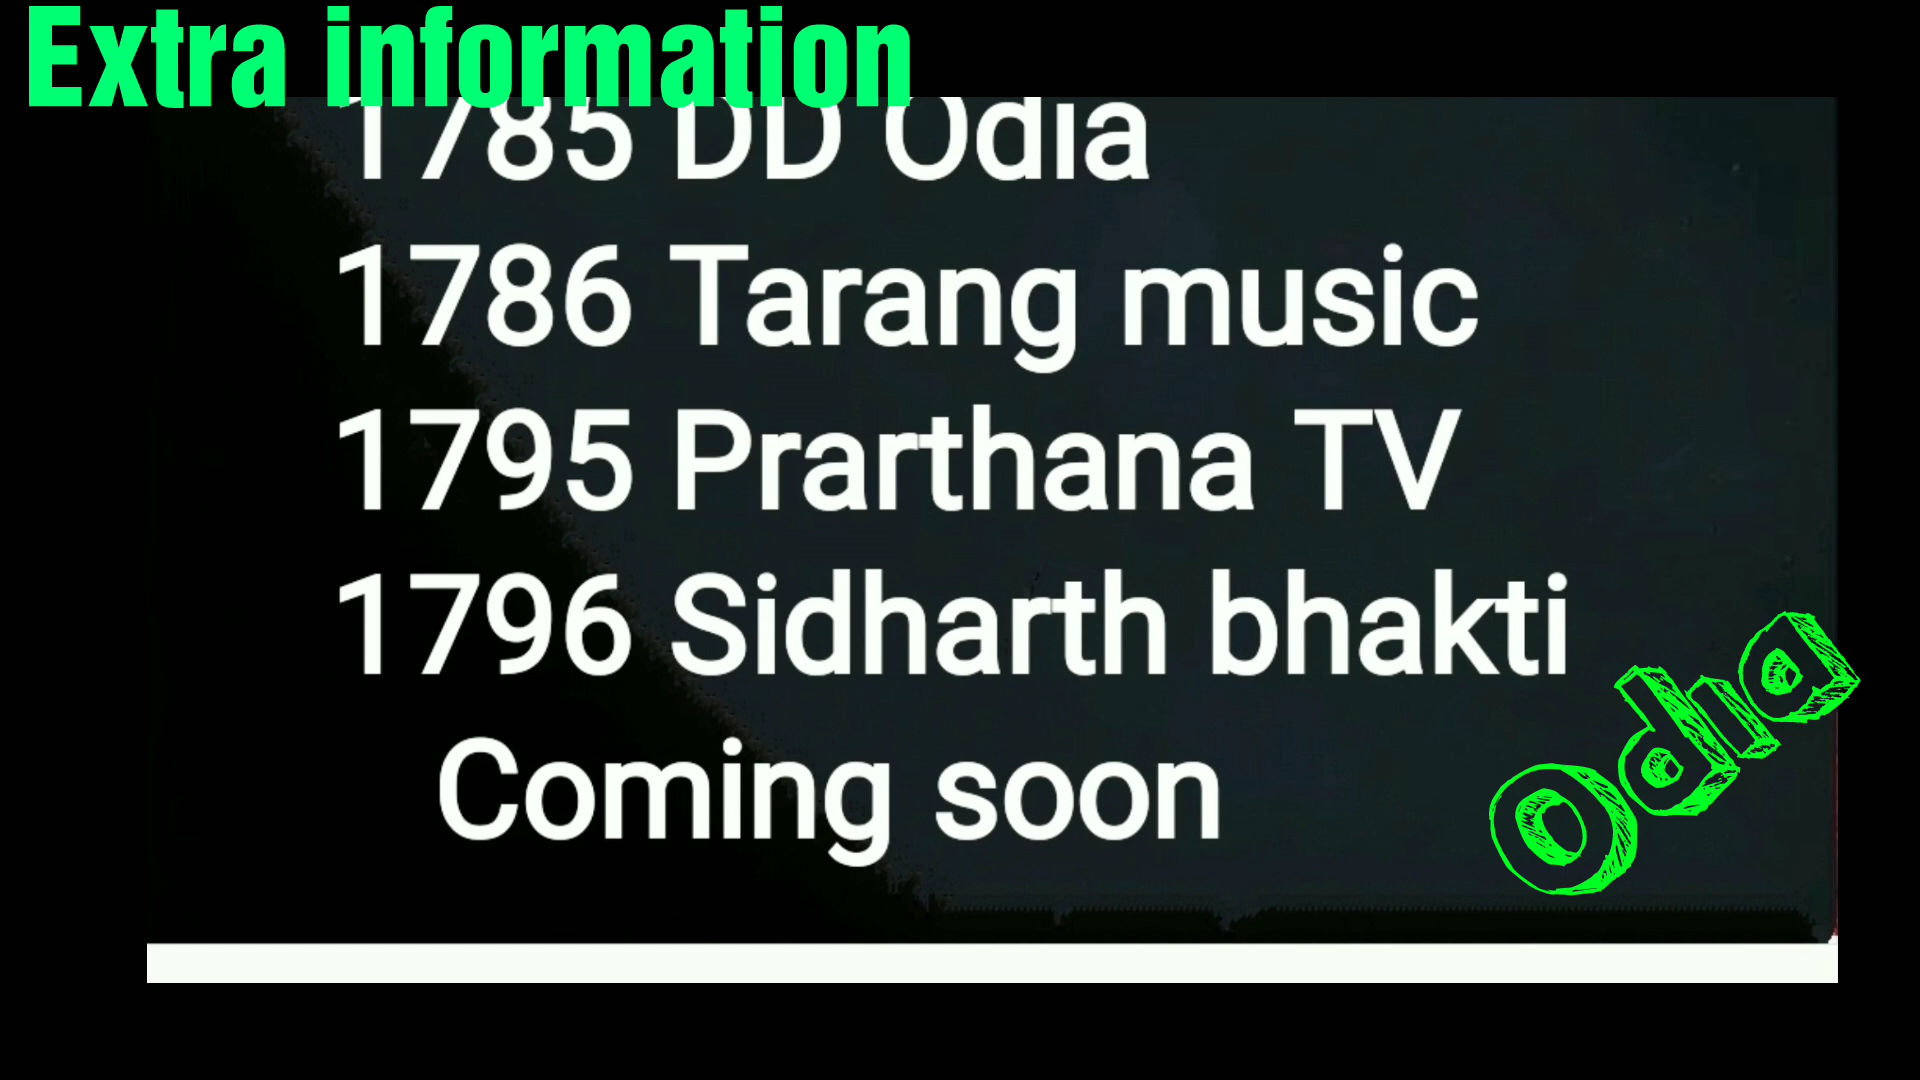 Extra information
1785 DD Odia
1786 Tarang music
1795 Prarthana TV
1796 Sidharth bhakti
Coming soon
Odia